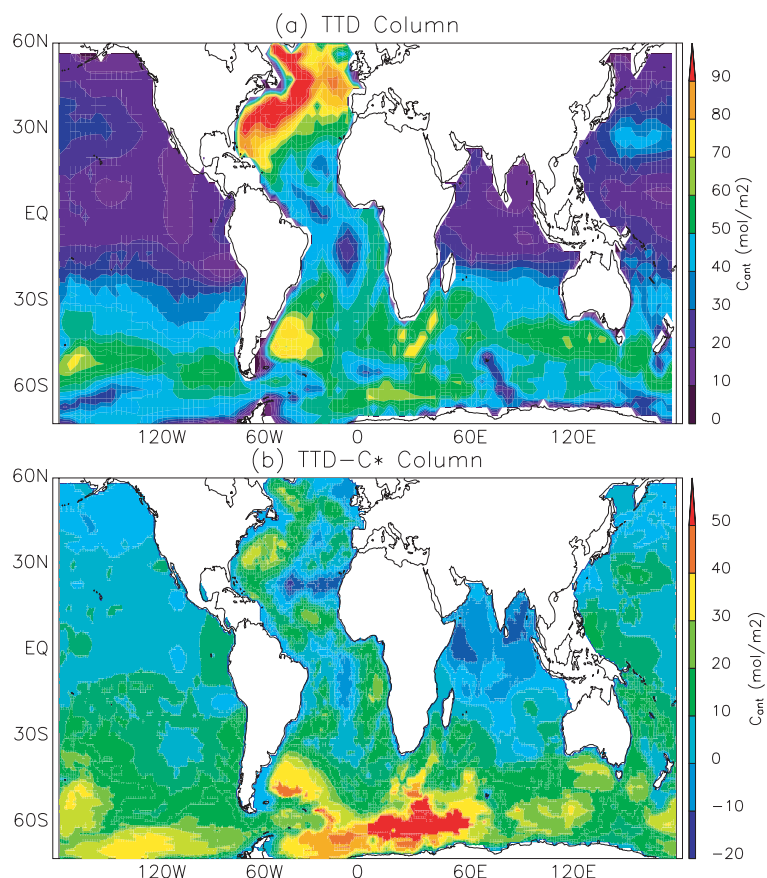 (a) TTD Column
60N
30N
EQ
30S
60S
120W 60W 0 60E 120E
90
80
70
60
50
40
30
20
10
0
Cant (mol/m2)
(b) TTD-C* Column
60N
30N
EQ
30S
60S
120W 60W 0 60E 120E
50
40
30
20
10
0
-10
-20
Cant (mol/m2)